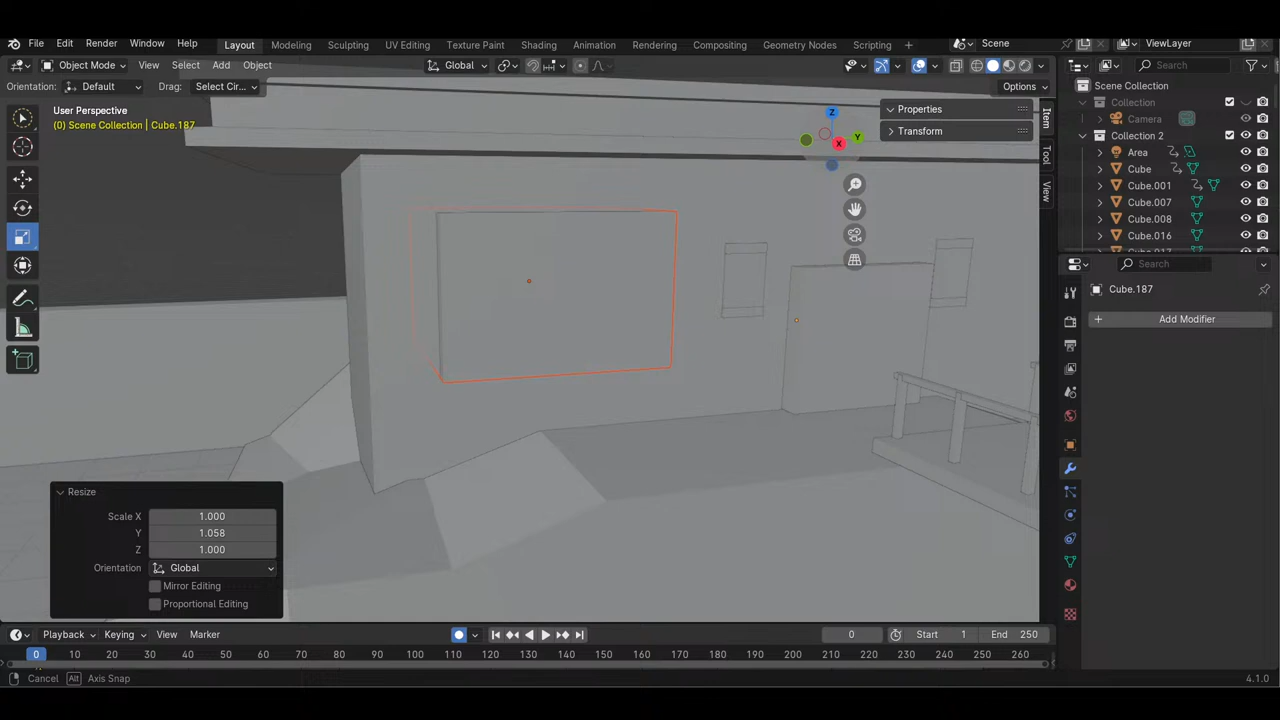 File Edit Render Window Help Layout Modeling Sculpting UV Editing Texture Paint Shading Animation Rendering Compositing Geometry Nodes Scripting + Scene ViewLayer
Object Mode View Select Add Object Global Search
Orientation: Default Drag: Select Cir... Options
User Perspective
(0) Scene Collection | Cube.187
Z
Y
X
Properties
Transform
Item
Tool
View
Scene Collection
Collection
Camera
Collection 2
Area
Cube
Cube.001
Cube.007
Cube.008
Cube.016
Search
Cube.187
+ Add Modifier
Resize
Scale X 1.000
Y 1.058
Z 1.000
Orientation Global
Mirror Editing
Proportional Editing
Playback Keying View Marker 0 Start 1 End 250
0 10 20 30 40 50 60 70 80 90 100 110 120 130 140 150 160 170 180 190 200 210 220 230 240 250 260
Cancel Alt Axis Snap 4.1.0